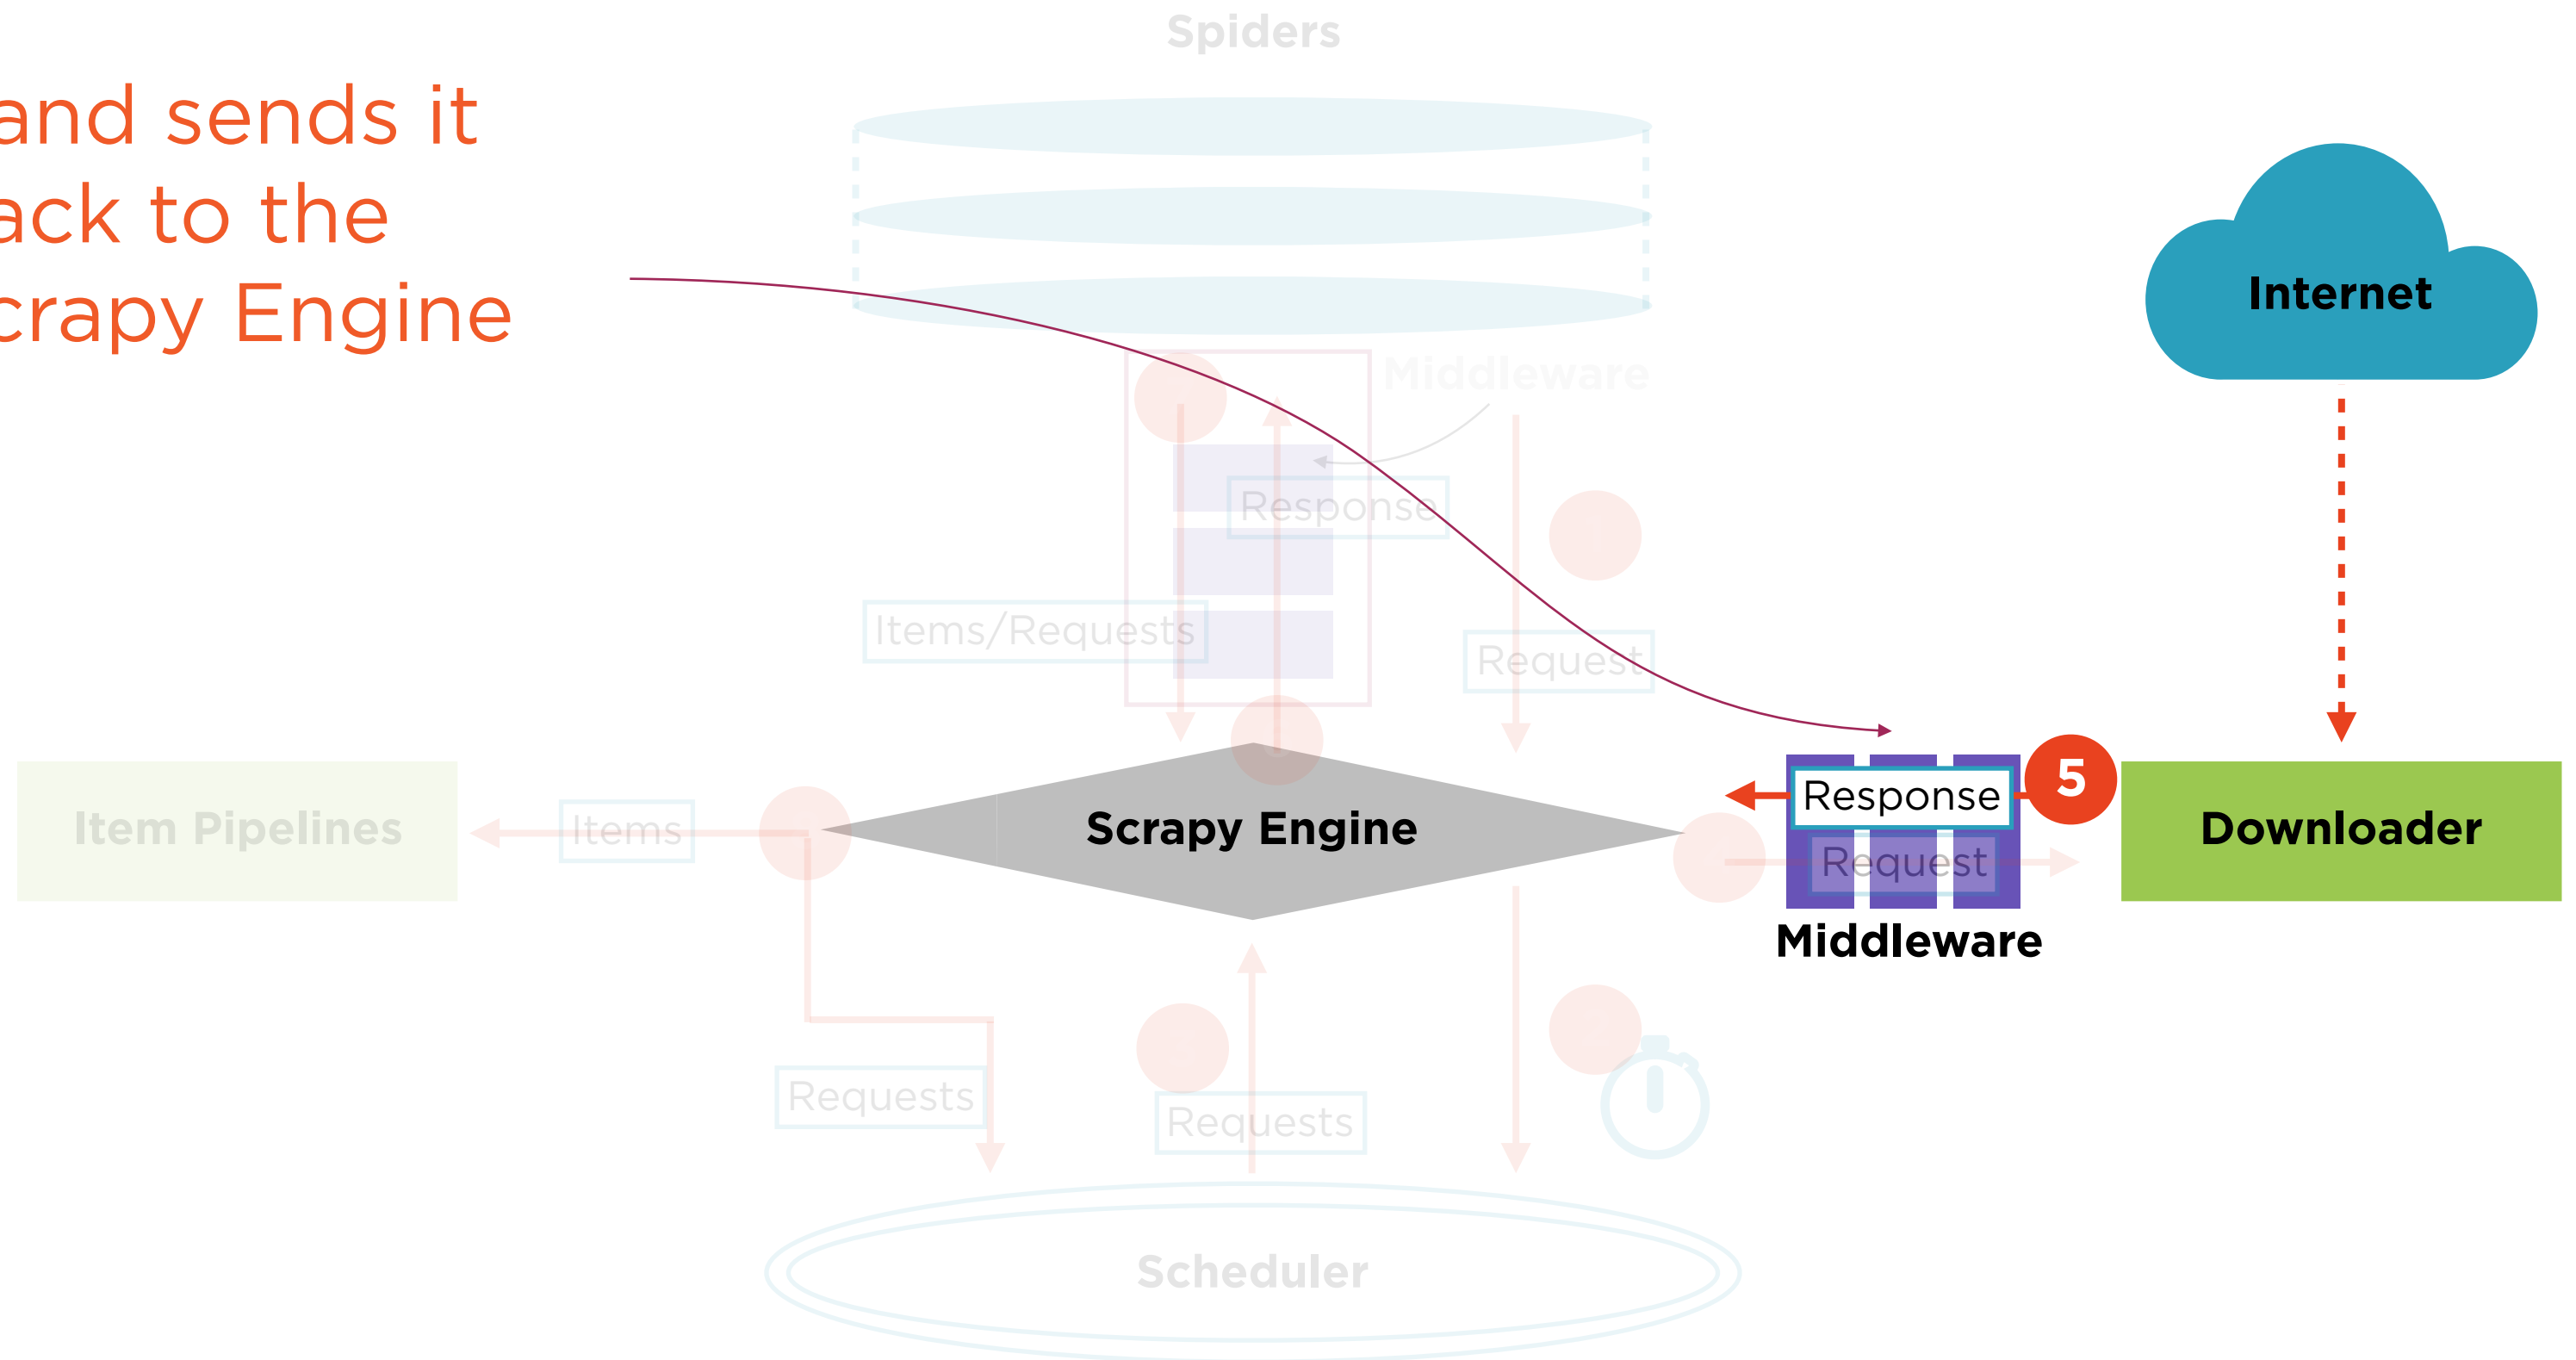 Spiders
and sends it
ack to the
crapy Engine
Internet
Middleware
Response
Items/Requests
Request
5
Response
Item Pipelines
Items
Scrapy Engine
Downloader
Request
Middleware
Requests
Requests
Scheduler